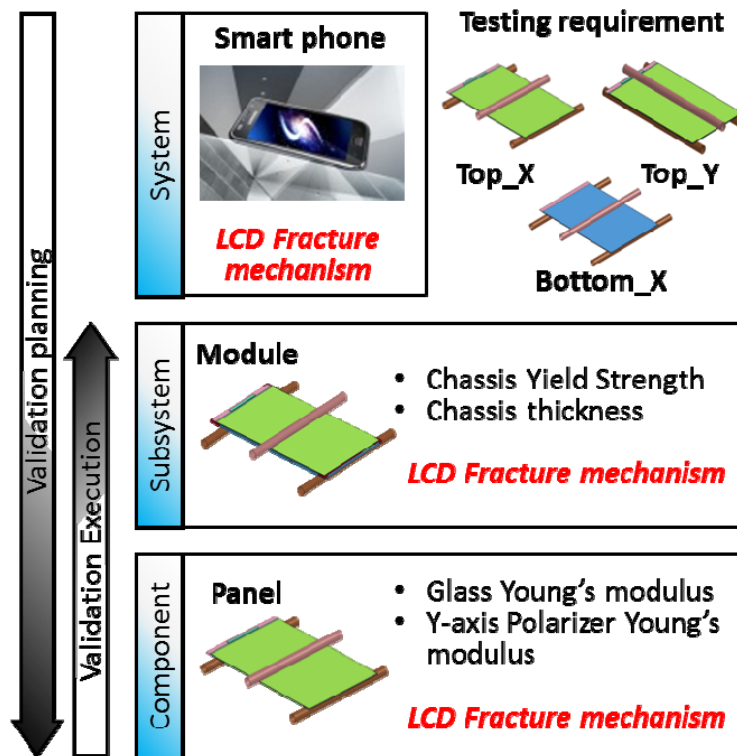 Validation planning
Validation Execution
System
Smart phone
LCD Fracture
mechanism
Testing requirement
Top_X
Top_Y
Bottom_X
Subsystem
Module
• Chassis Yield Strength
• Chassis thickness
LCD Fracture mechanism
Component
Panel
• Glass Young's modulus
• Y-axis Polarizer Young's
modulus
LCD Fracture mechanism